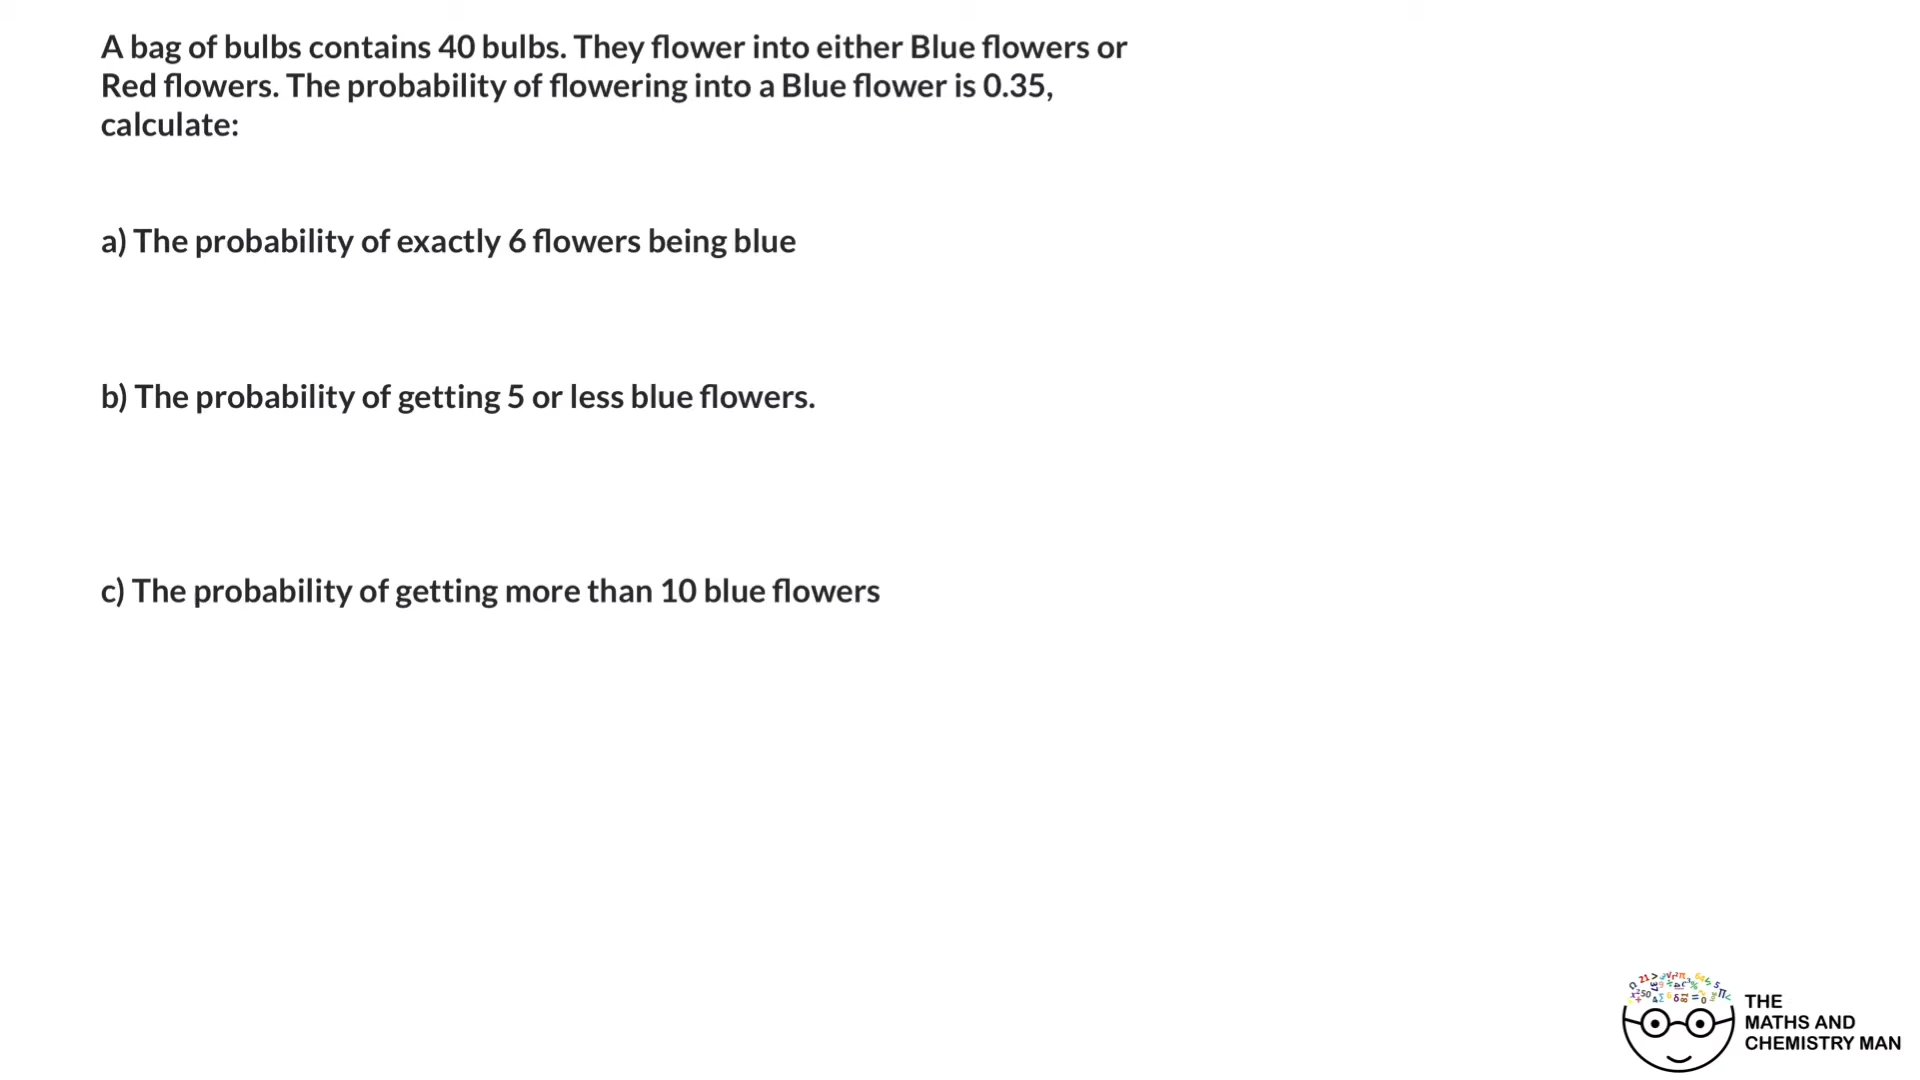 A bag of bulbs contains 40 bulbs. They flower into either Blue flowers or
Red flowers. The probability of flowering into a Blue flower is 0.35,
calculate:
a) The probability of exactly 6 flowers being blue
b) The probability of getting 5 or less blue flowers.
c) The probability of getting more than 10 blue flowers
THE
MATHS AND
CHEMISTRY MAN